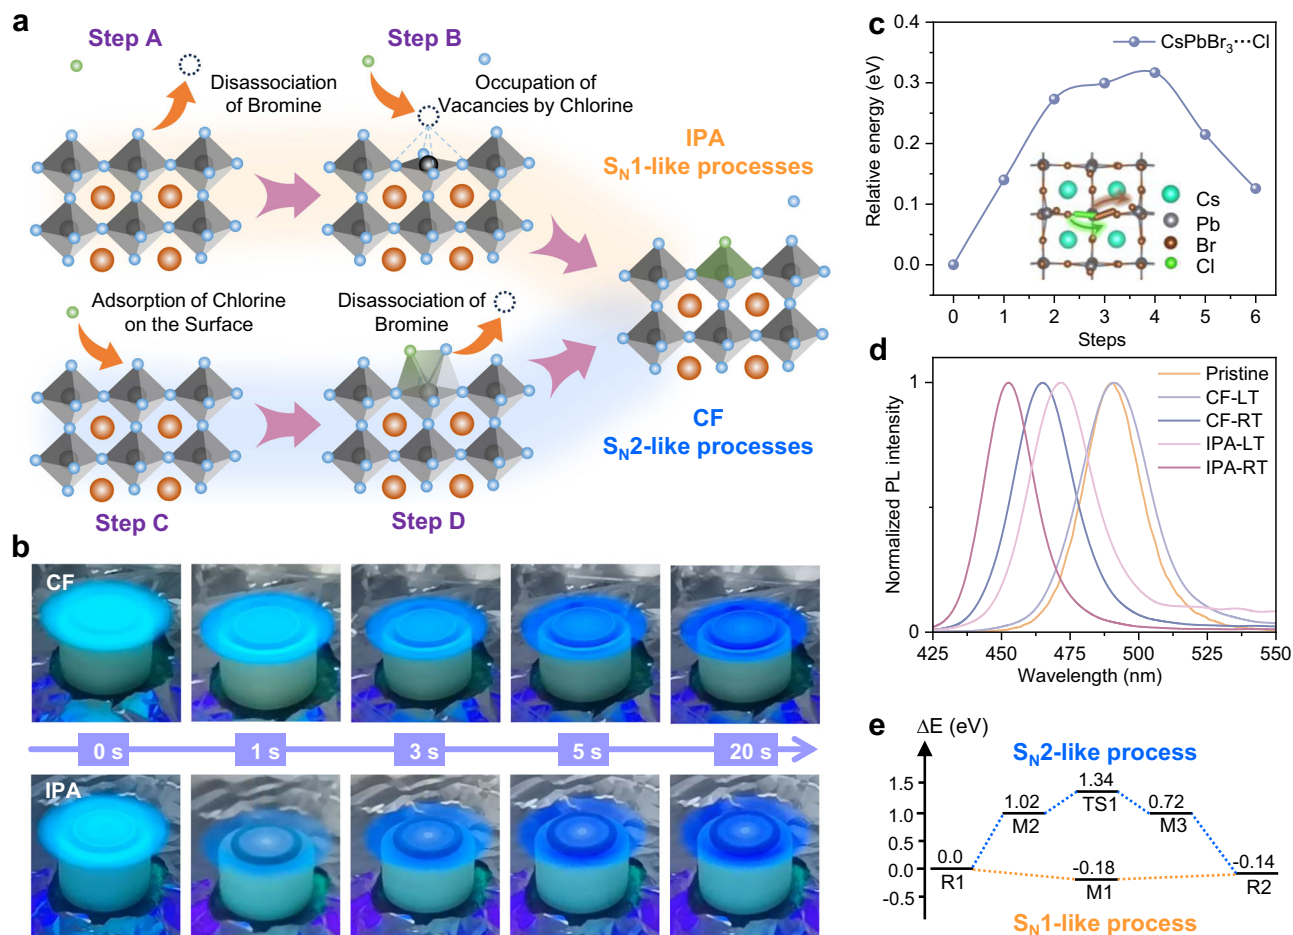 a
Step A
Disassociation
of Bromine
Step B
Occupation of
Vacancies by Chlorine
IPA
S_N1-like processes
Adsorption of Chlorine
on the Surface
Disassociation of
Bromine
CF
S_N2-like processes
Step C
Step D
b
CF
0 s
1 s
3 s
5 s
20 s
IPA
c
CsPbBr₃···Cl
Relative energy (eV)
0.4
0.3
0.2
0.1
0.0
Cs
Pb
Br
Cl
0 1 2 3 4 5 6
Steps
d
Normalized PL intensity
1
0
Pristine
CF-LT
CF-RT
IPA-LT
IPA-RT
425 450 475 500 525 550
Wavelength (nm)
e
ΔE (eV)
S_N2-like process
1.5
1.0
0.0
-0.5
0.0
R1
1.02
M2
1.34
TS1
0.72
M3
-0.18
M1
-0.14
R2
S_N1-like process